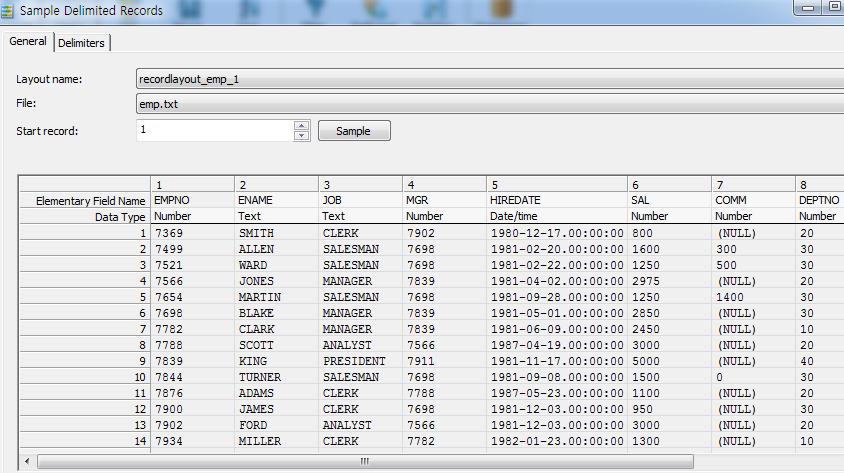 Sample Delimited Records
General Delimiters
Layout name: recordlayout_emp_1
File: emp.txt
Start record: 1 Sample
1 2 3 4 5 6 7 8
Elementary Field Name EMPNO ENAME JOB MGR HIREDATE SAL COMM DEPTNO
Data Type Number Text Text Number Date/time Number Number Number
1 7369 SMITH CLERK 7902 1980-12-17.00:00:00 800 (NULL) 20
2 7499 ALLEN SALESMAN 7698 1981-02-20.00:00:00 1600 300 30
3 7521 WARD SALESMAN 7698 1981-02-22.00:00:00 1250 500 30
4 7566 JONES MANAGER 7839 1981-04-02.00:00:00 2975 (NULL) 20
5 7654 MARTIN SALESMAN 7698 1981-09-28.00:00:00 1250 1400 30
6 7698 BLAKE MANAGER 7839 1981-05-01.00:00:00 2850 (NULL) 30
7 7782 CLARK MANAGER 7839 1981-06-09.00:00:00 2450 (NULL) 10
8 7788 SCOTT ANALYST 7566 1987-04-19.00:00:00 3000 (NULL) 20
9 7839 KING PRESIDENT 7911 1981-11-17.00:00:00 5000 (NULL) 40
10 7844 TURNER SALESMAN 7698 1981-09-08.00:00:00 1500 0 30
11 7876 ADAMS CLERK 7788 1987-05-23.00:00:00 1100 (NULL) 20
12 7900 JAMES CLERK 7698 1981-12-03.00:00:00 950 (NULL) 30
13 7902 FORD ANALYST 7566 1981-12-03.00:00:00 3000 (NULL) 20
14 7934 MILLER CLERK 7782 1982-01-23.00:00:00 1300 (NULL) 10